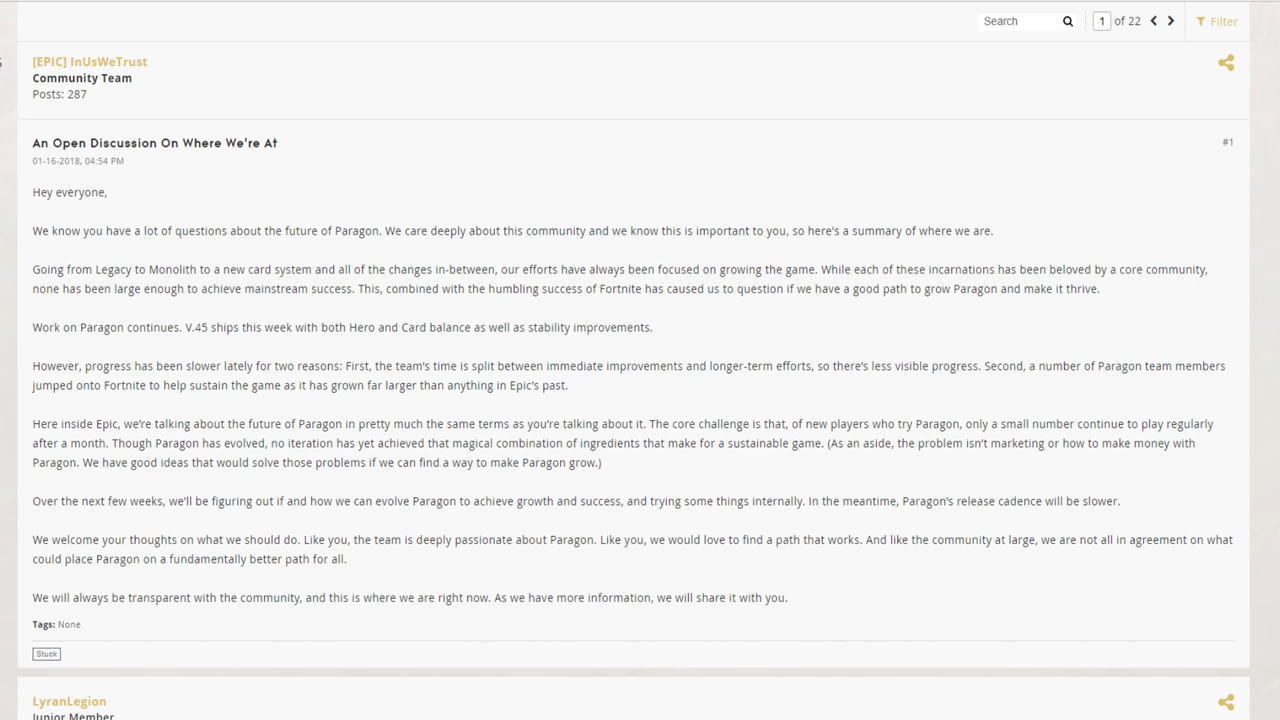 Search 1 of 22 Filter
[EPIC] InUsWeTrust
Community Team
Posts: 287
An Open Discussion On Where We're At #1
01-16-2018, 04:54 PM
Hey everyone,
We know you have a lot of questions about the future of Paragon. We care deeply about this community and we know this is important to you, so here's a summary of where we are.
Going from Legacy to Monolith to a new card system and all of the changes in-between, our efforts have always been focused on growing the game. While each of these incarnations has been beloved by a core community,
none has been large enough to achieve mainstream success. This, combined with the humbling success of Fortnite has caused us to question if we have a good path to grow Paragon and make it thrive.
Work on Paragon continues. V.45 ships this week with both Hero and Card balance as well as stability improvements.
However, progress has been slower lately for two reasons: First, the team's time is split between immediate improvements and longer-term efforts, so there's less visible progress. Second, a number of Paragon team members
jumped onto Fortnite to help sustain the game as it has grown far larger than anything in Epic's past.
Here inside Epic, we're talking about the future of Paragon in pretty much the same terms as you're talking about it. The core challenge is that, of new players who try Paragon, only a small number continue to play regularly
after a month. Though Paragon has evolved, no iteration has yet achieved that magical combination of ingredients that make for a sustainable game. (As an aside, the problem isn't marketing or how to make money with
Paragon. We have good ideas that would solve those problems if we can find a way to make Paragon grow.)
Over the next few weeks, we'll be figuring out if and how we can evolve Paragon to achieve growth and success, and trying some things internally. In the meantime, Paragon's release cadence will be slower.
We welcome your thoughts on what we should do. Like you, the team is deeply passionate about Paragon. Like you, we would love to find a path that works. And like the community at large, we are not all in agreement on what
could place Paragon on a fundamentally better path for all.
We will always be transparent with the community, and this is where we are right now. As we have more information, we will share it with you.
Tags: None
Stuck
LyranLegion
Junior Member